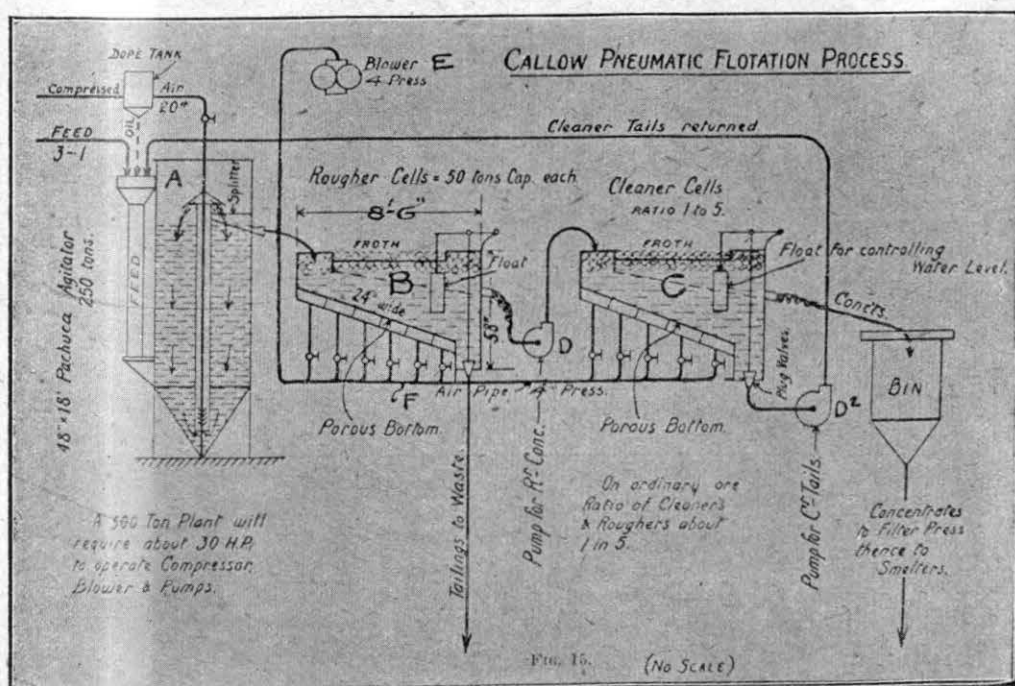 CALLOW PNEUMATIC FLOTATION PROCESS
DOPE TANK
Compressed Air
20#
OIL
FEED
3-1
A
Splitter
FEED
48" x 18' Pachuca Agitator
250 tons.
Blower E
4 Press
Cleaner Tails returned
Rougher Cells = 50 tons Cap. each
8'-6"
FROTH
B
Float
24" wide
58"
Cleaner Cells
RATIO 1 to 5.
FROTH
C
Float for controlling
Water Level.
Concts.
BIN
D
D2
Plug Valves
F
Air Pipe 4# Press.
Porous Bottom.
Porous Bottom.
Tailings to Waste.
Pump for Rr Conc.
Pump for Cr Tails.
On ordinary ore
Ratio of Cleaners
& Roughers about
1 in 5.
A 500 Ton Plant will
require about 30 H.P.
to operate Compressor,
Blower & Pumps.
Concentrates
to Filter Press
thence to
Smelters.
FIG. 15.
(NO SCALE)